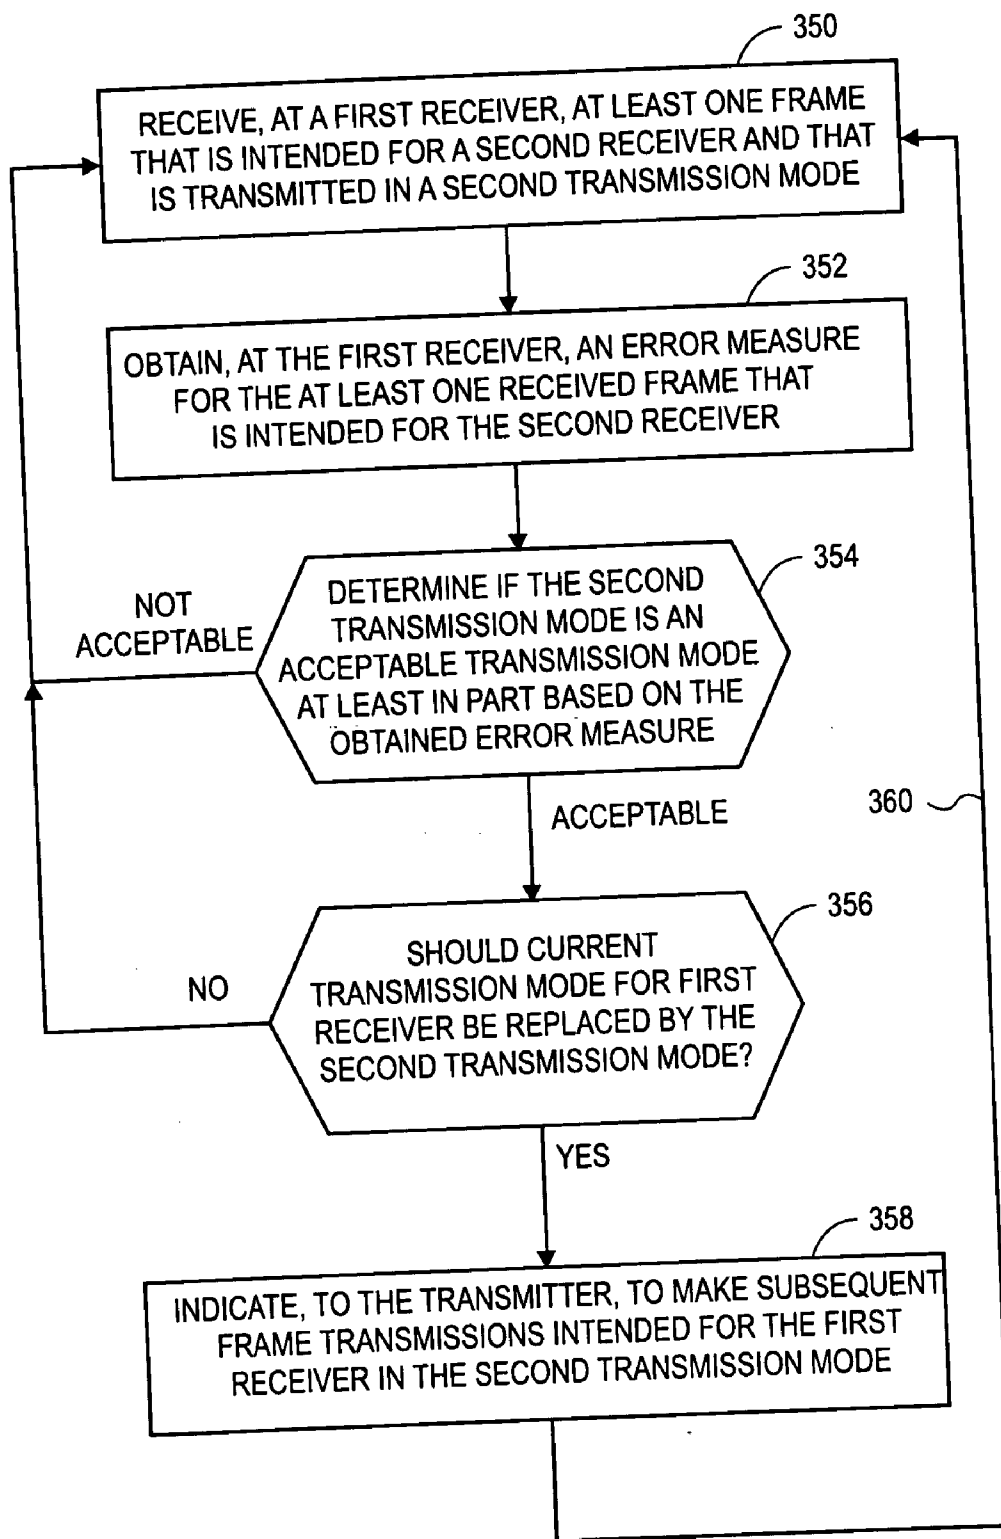 350
RECEIVE, AT A FIRST RECEIVER, AT LEAST ONE FRAME
THAT IS INTENDED FOR A SECOND RECEIVER AND THAT
IS TRANSMITTED IN A SECOND TRANSMISSION MODE
352
OBTAIN, AT THE FIRST RECEIVER, AN ERROR MEASURE
FOR THE AT LEAST ONE RECEIVED FRAME THAT
IS INTENDED FOR THE SECOND RECEIVER
354
NOT
ACCEPTABLE
DETERMINE IF THE SECOND
TRANSMISSION MODE IS AN
ACCEPTABLE TRANSMISSION MODE
AT LEAST IN PART BASED ON THE
OBTAINED ERROR MEASURE
ACCEPTABLE
360
356
NO
SHOULD CURRENT
TRANSMISSION MODE FOR FIRST
RECEIVER BE REPLACED BY THE
SECOND TRANSMISSION MODE?
YES
358
INDICATE, TO THE TRANSMITTER, TO MAKE SUBSEQUENT
FRAME TRANSMISSIONS INTENDED FOR THE FIRST
RECEIVER IN THE SECOND TRANSMISSION MODE